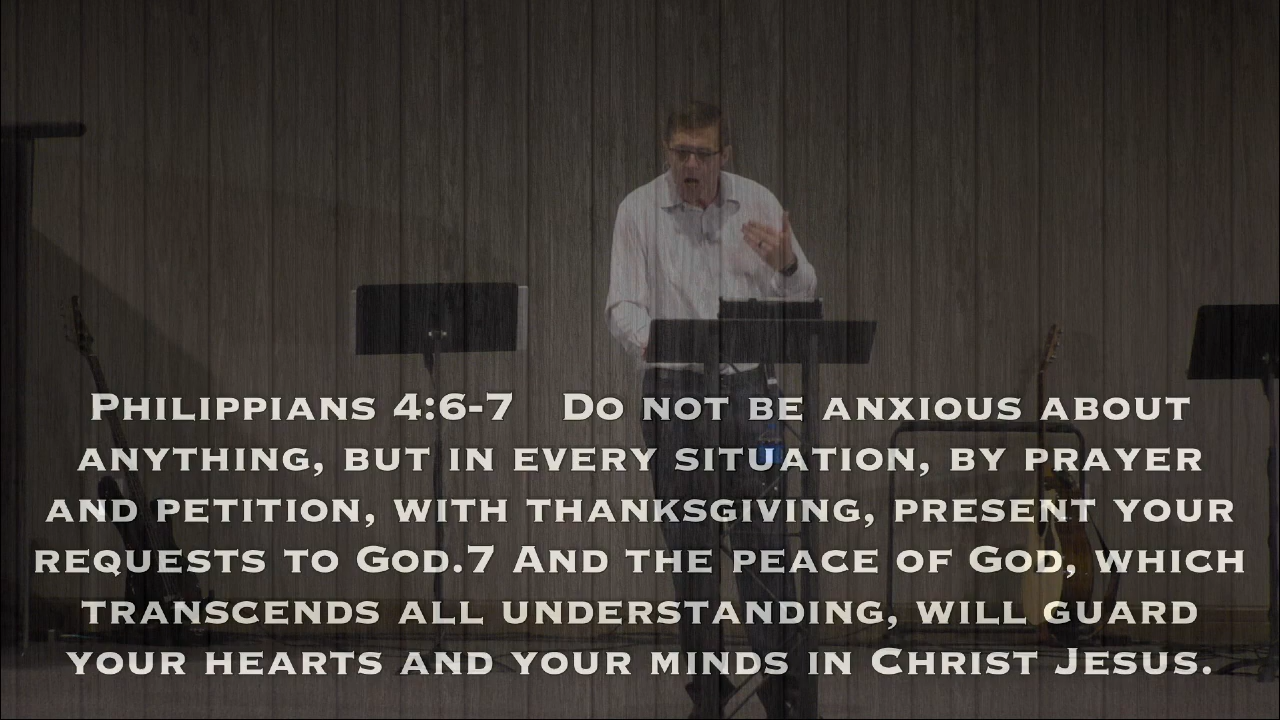 Philippians 4:6-7 Do not be anxious about
anything, but in every situation, by prayer
and petition, with thanksgiving, present your
requests to God.7 And the peace of God, which
transcends all understanding, will guard
your hearts and your minds in Christ Jesus.